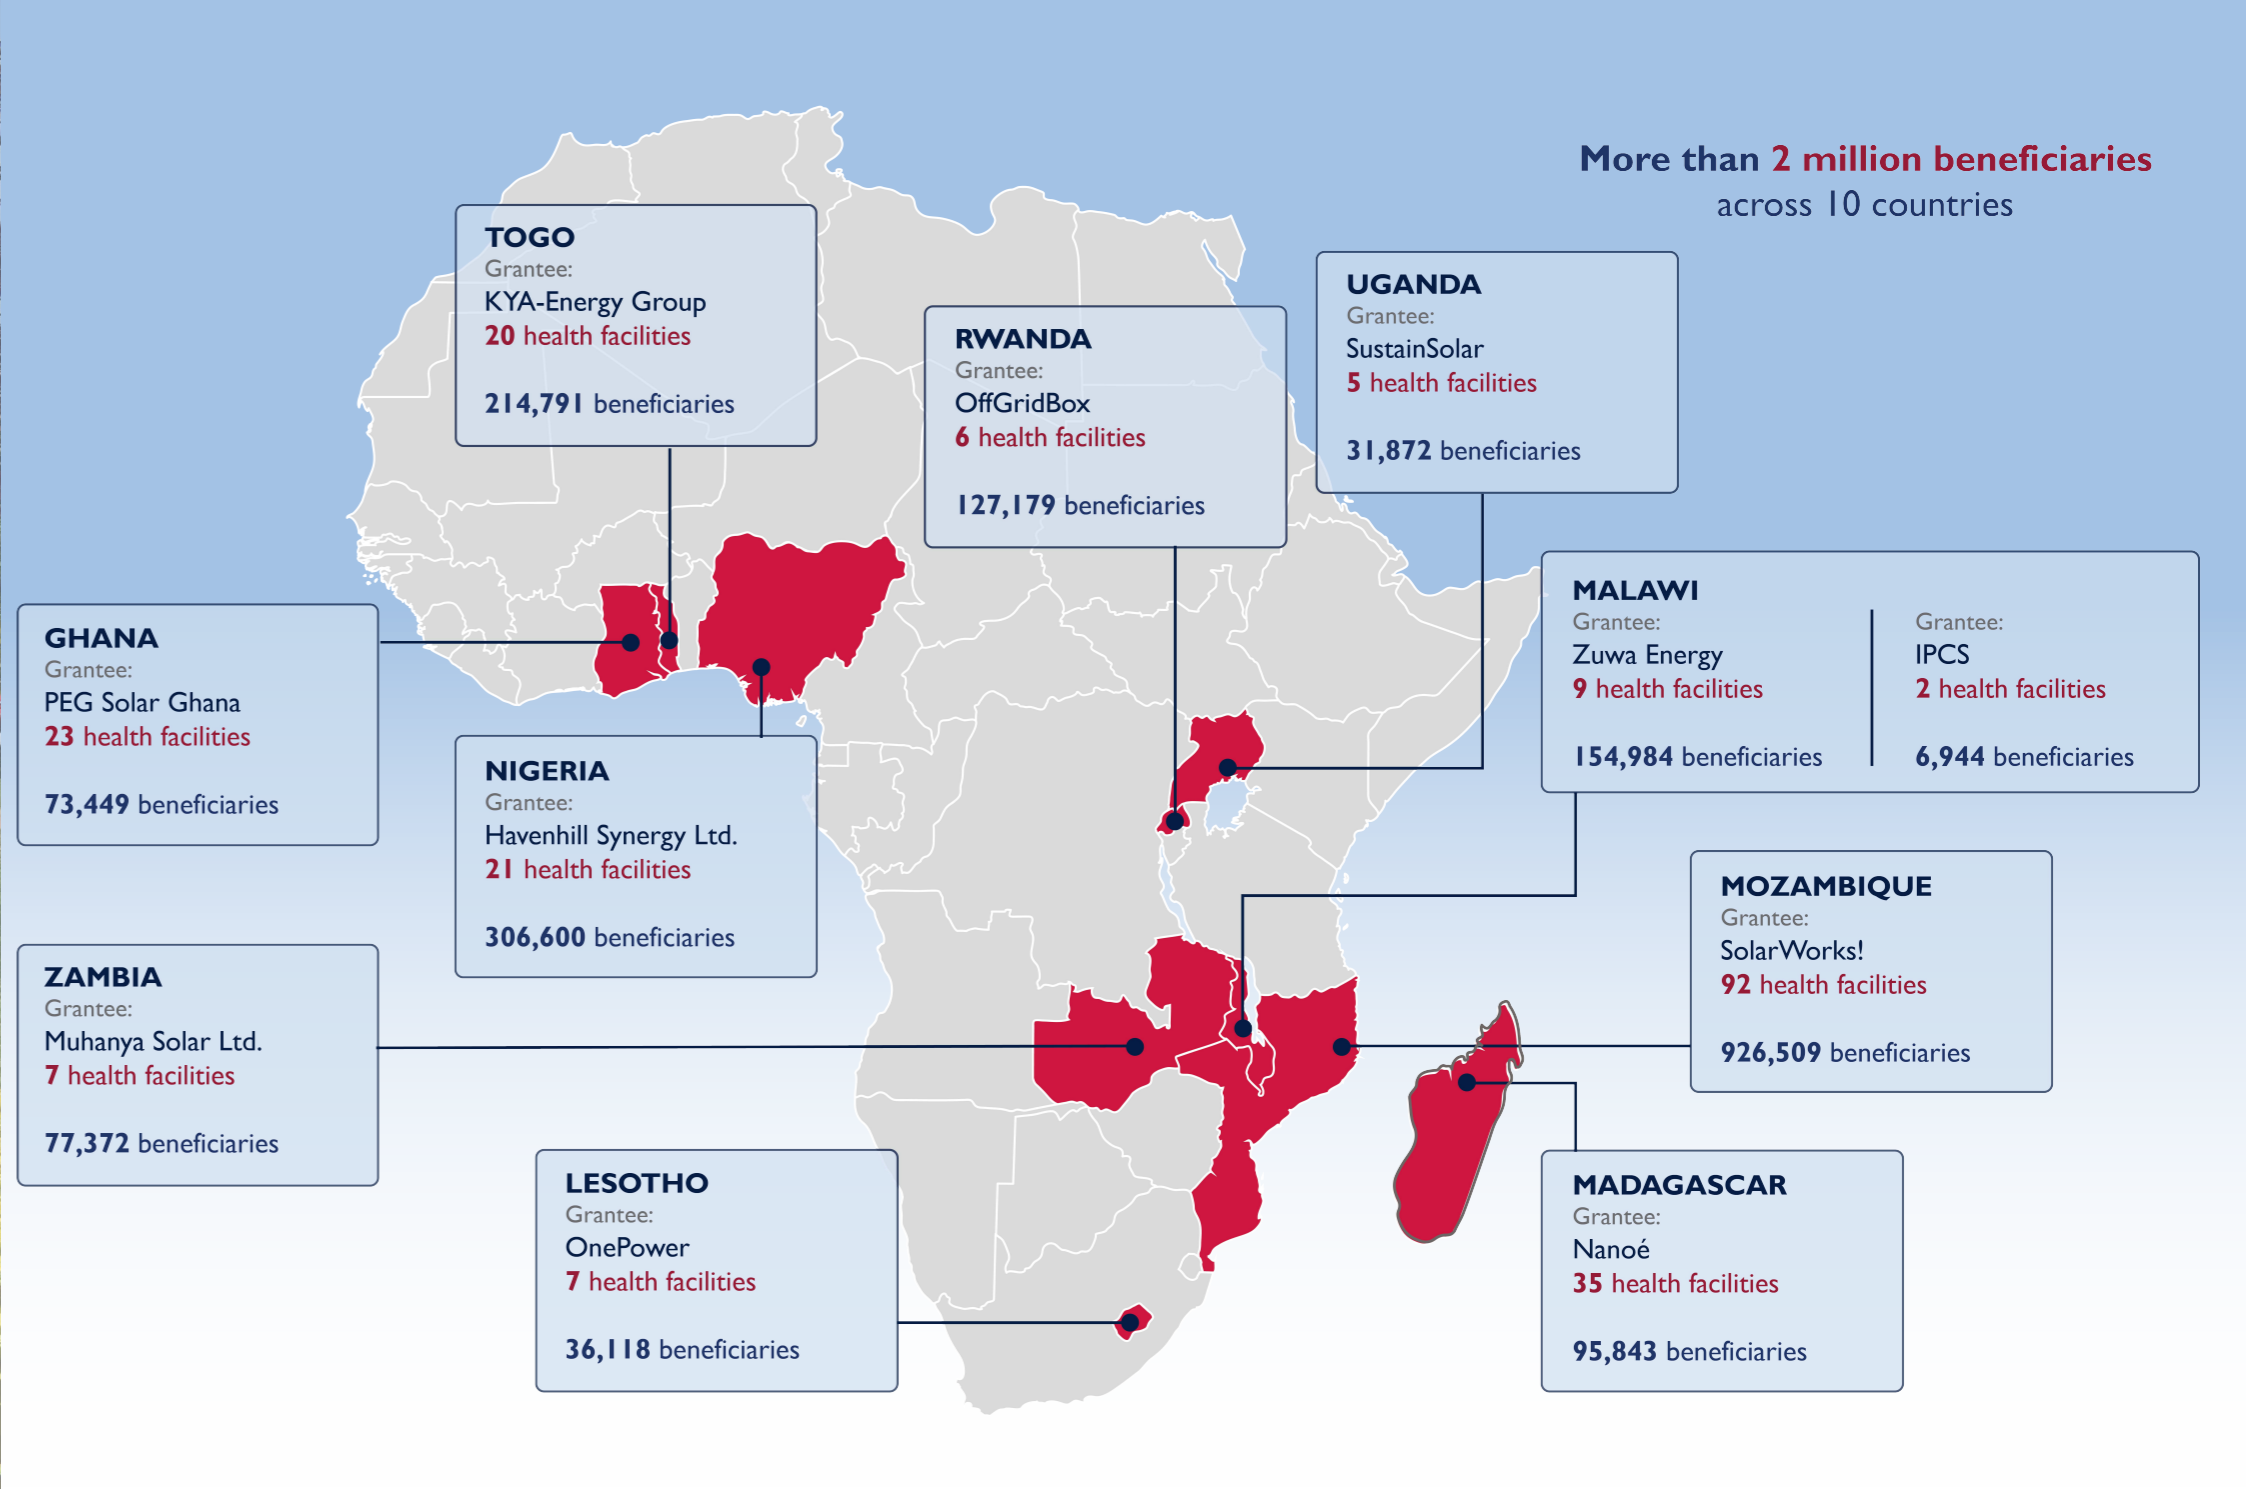 More than 2 million beneficiaries
across 10 countries
TOGO
Grantee:
KYA-Energy Group
20 health facilities
214,791 beneficiaries
RWANDA
Grantee:
OffGridBox
6 health facilities
127,179 beneficiaries
UGANDA
Grantee:
SustainSolar
5 health facilities
31,872 beneficiaries
MALAWI
Grantee:
Zuwa Energy
9 health facilities
154,984 beneficiaries
Grantee:
IPCS
2 health facilities
6,944 beneficiaries
GHANA
Grantee:
PEG Solar Ghana
23 health facilities
73,449 beneficiaries
NIGERIA
Grantee:
Havenhill Synergy Ltd.
21 health facilities
306,600 beneficiaries
MOZAMBIQUE
Grantee:
SolarWorks!
92 health facilities
926,509 beneficiaries
ZAMBIA
Grantee:
Muhanya Solar Ltd.
7 health facilities
77,372 beneficiaries
LESOTHO
Grantee:
OnePower
7 health facilities
36,118 beneficiaries
MADAGASCAR
Grantee:
Nanoé
35 health facilities
95,843 beneficiaries